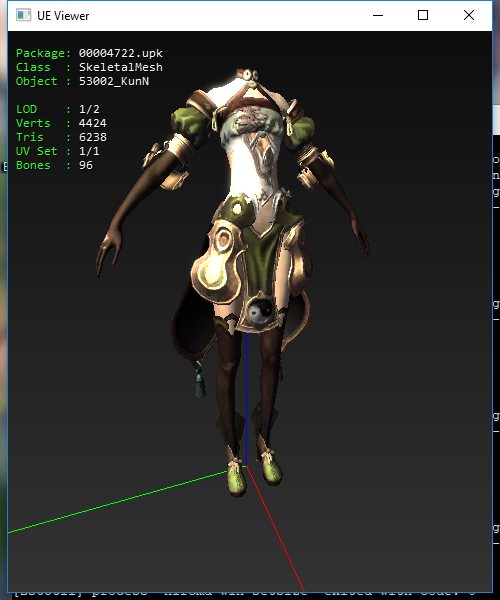 UE Viewer
Package: 00004722.upk
Class : SkeletalMesh
Object : 53002_KunN
LOD : 1/2
Verts : 4424
Tris : 6238
UV Set : 1/1
Bones : 96